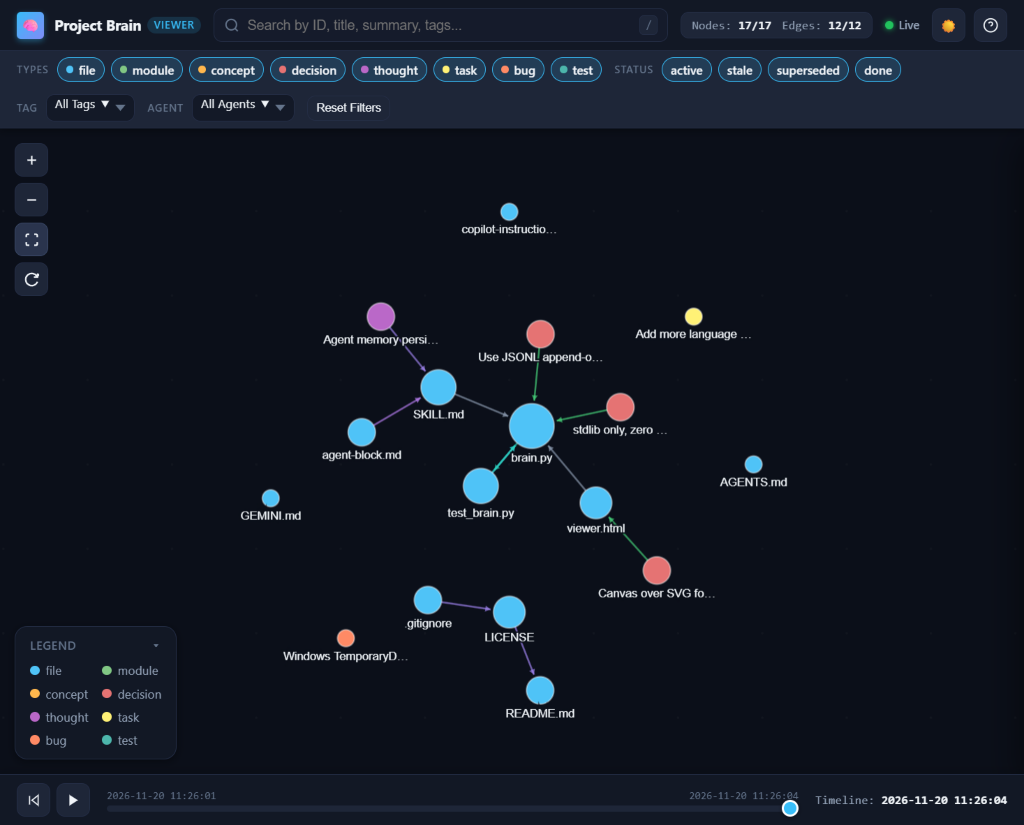 Project Brain VIEWER Search by ID, title, summary, tags... / Nodes: 17/17 Edges: 12/12 Live
TYPES file module concept decision thought task bug test STATUS active stale superseded done
TAG All Tags ▼ AGENT All Agents ▼ Reset Filters
+
−
copilot-instructio…
Agent memory persi…
Add more language …
Use JSONL append-o…
SKILL.md
stdlib only, zero …
agent-block.md
brain.py
AGENTS.md
GEMINI.md
test_brain.py
viewer.html
Canvas over SVG fo…
.gitignore
LICENSE
Windows TemporaryD…
README.md
LEGEND
file module
concept decision
thought task
bug test
2026-11-20 11:26:01 2026-11-20 11:26:04 Timeline: 2026-11-20 11:26:04